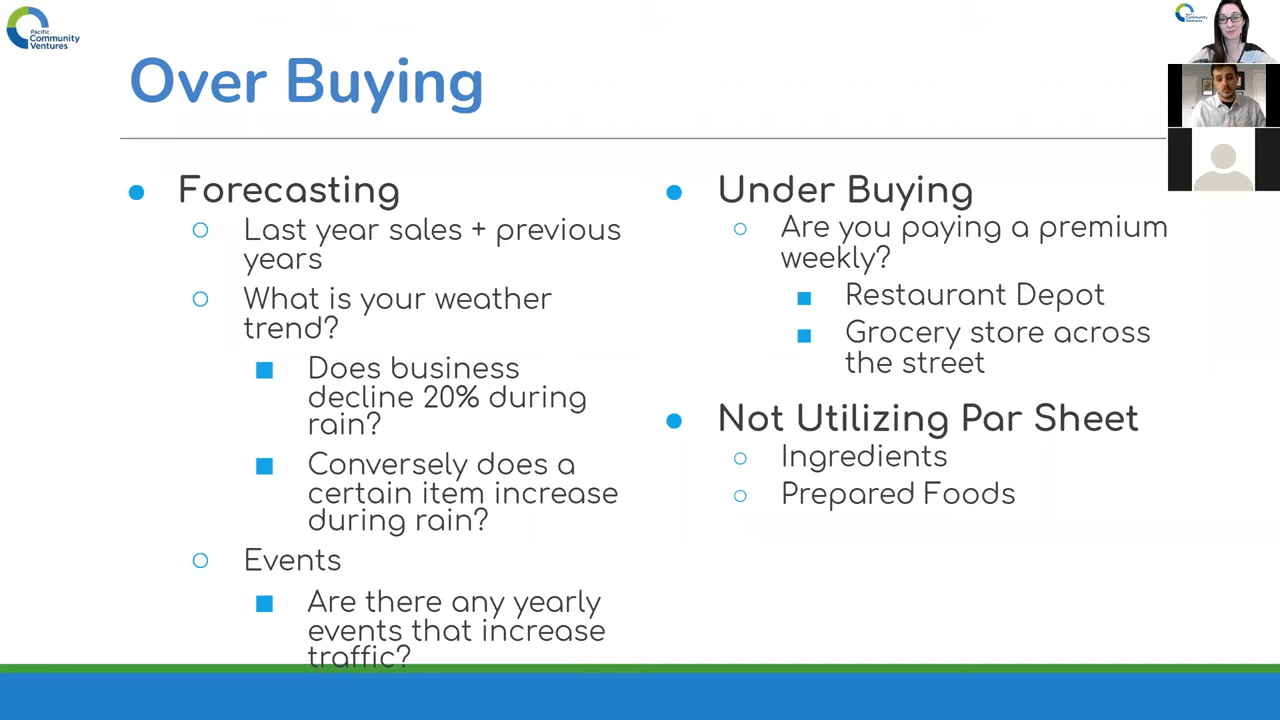 Pacific
Community
Ventures
Over Buying
Forecasting
Last year sales + previous
years
What is your weather
trend?
Does business
decline 20% during
rain?
Conversely does a
certain item increase
during rain?
Events
Are there any yearly
events that increase
traffic?
Under Buying
Are you paying a premium
weekly?
Restaurant Depot
Grocery store across
the street
Not Utilizing Par Sheet
Ingredients
Prepared Foods
Community
Ventures